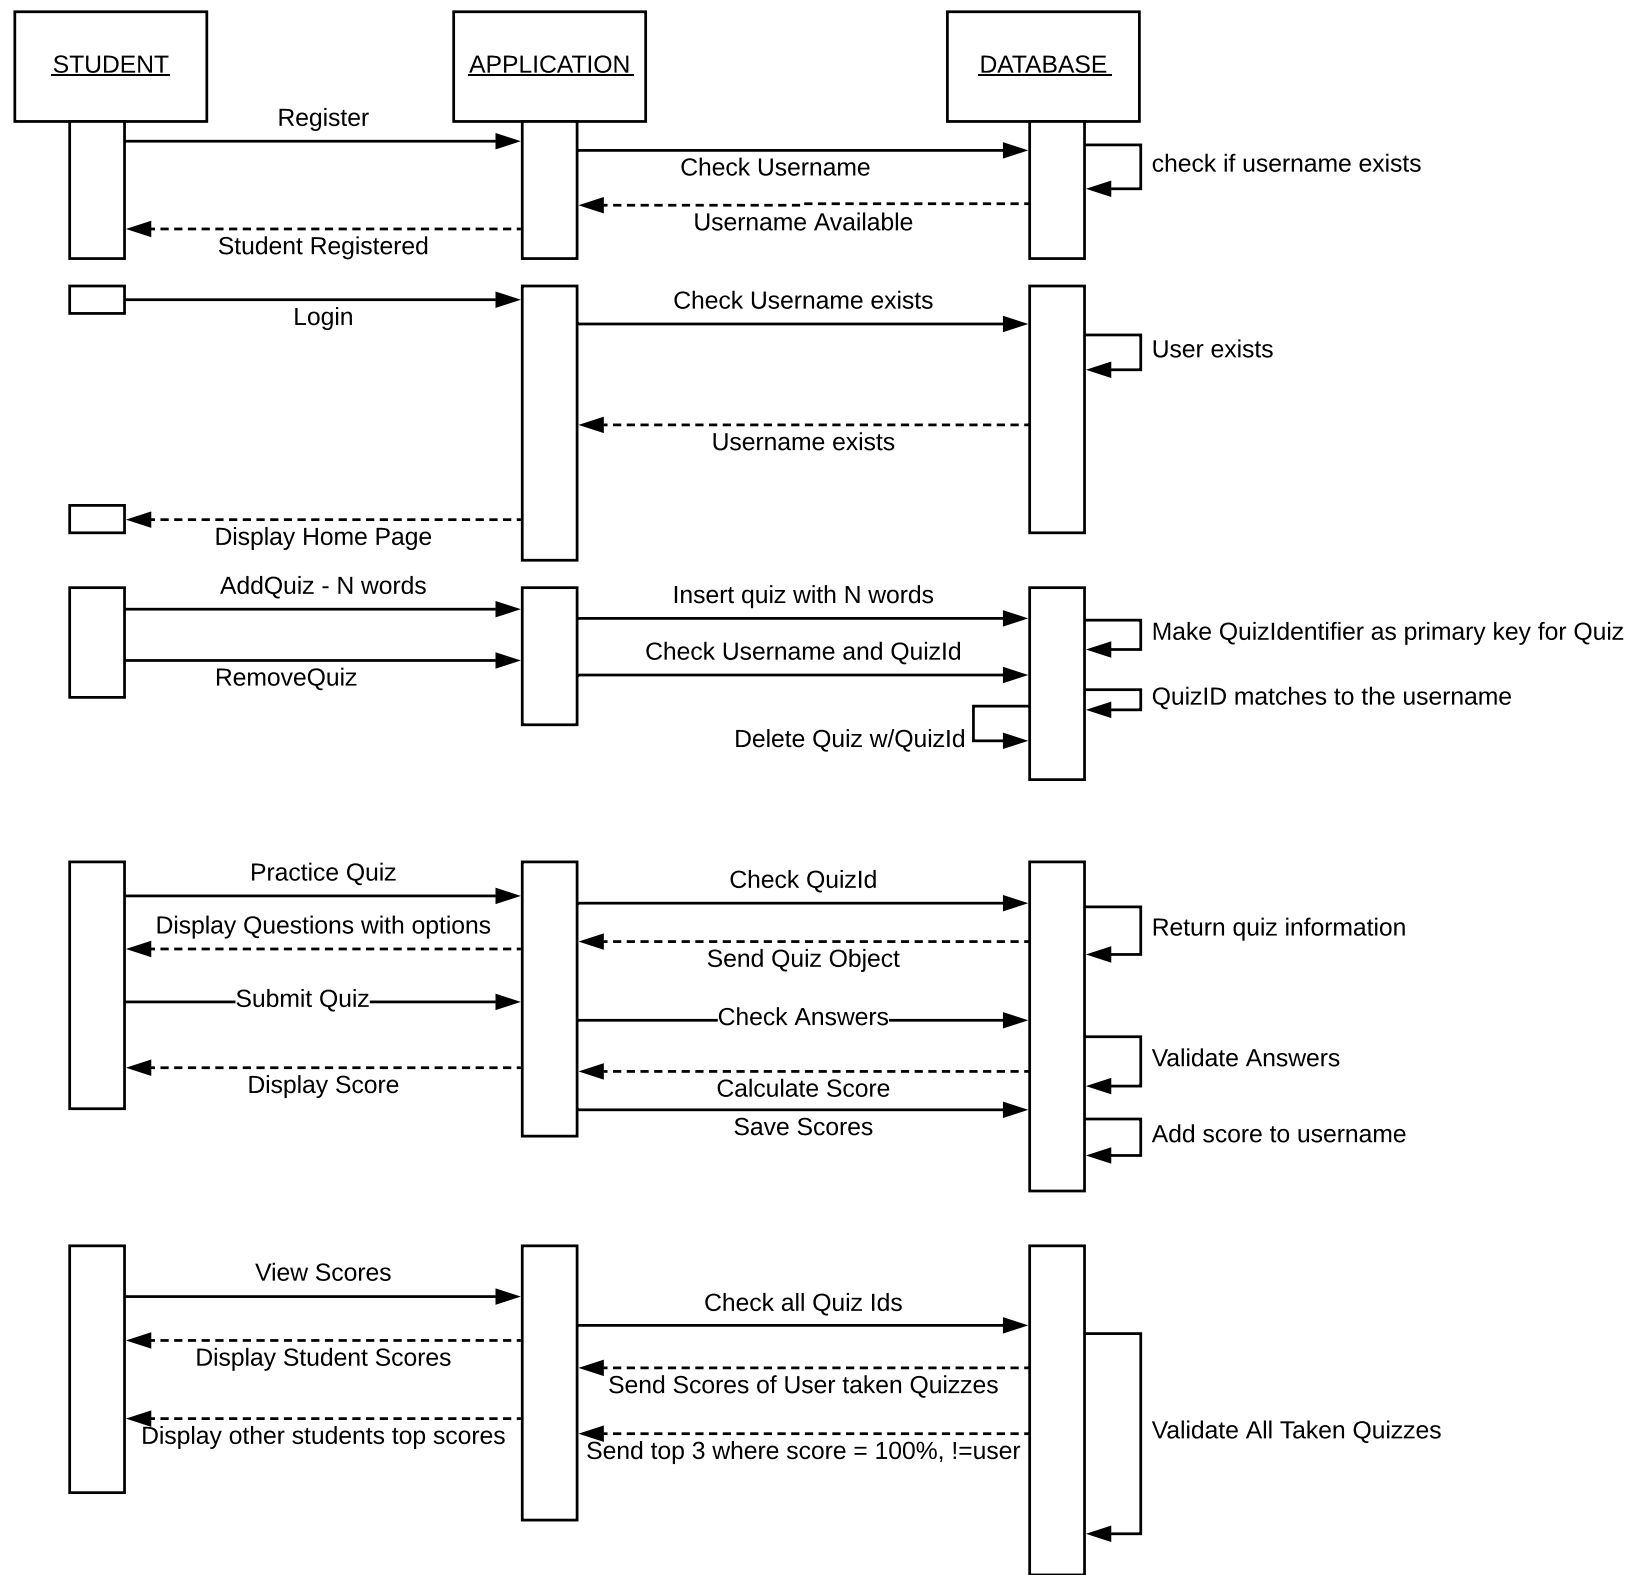 STUDENT
APPLICATION
DATABASE
Register
Check Username
check if username exists
Username Available
Student Registered
Login
Check Username exists
User exists
Username exists
Display Home Page
AddQuiz - N words
Insert quiz with N words
Make QuizIdentifier as primary key for Quiz
Check Username and QuizId
RemoveQuiz
QuizID matches to the username
Delete Quiz w/QuizId
Practice Quiz
Check QuizId
Display Questions with options
Return quiz information
Send Quiz Object
Submit Quiz
Check Answers
Validate Answers
Display Score
Calculate Score
Save Scores
Add score to username
View Scores
Check all Quiz Ids
Display Student Scores
Send Scores of User taken Quizzes
Display other students top scores
Send top 3 where score = 100%, !=user
Validate All Taken Quizzes